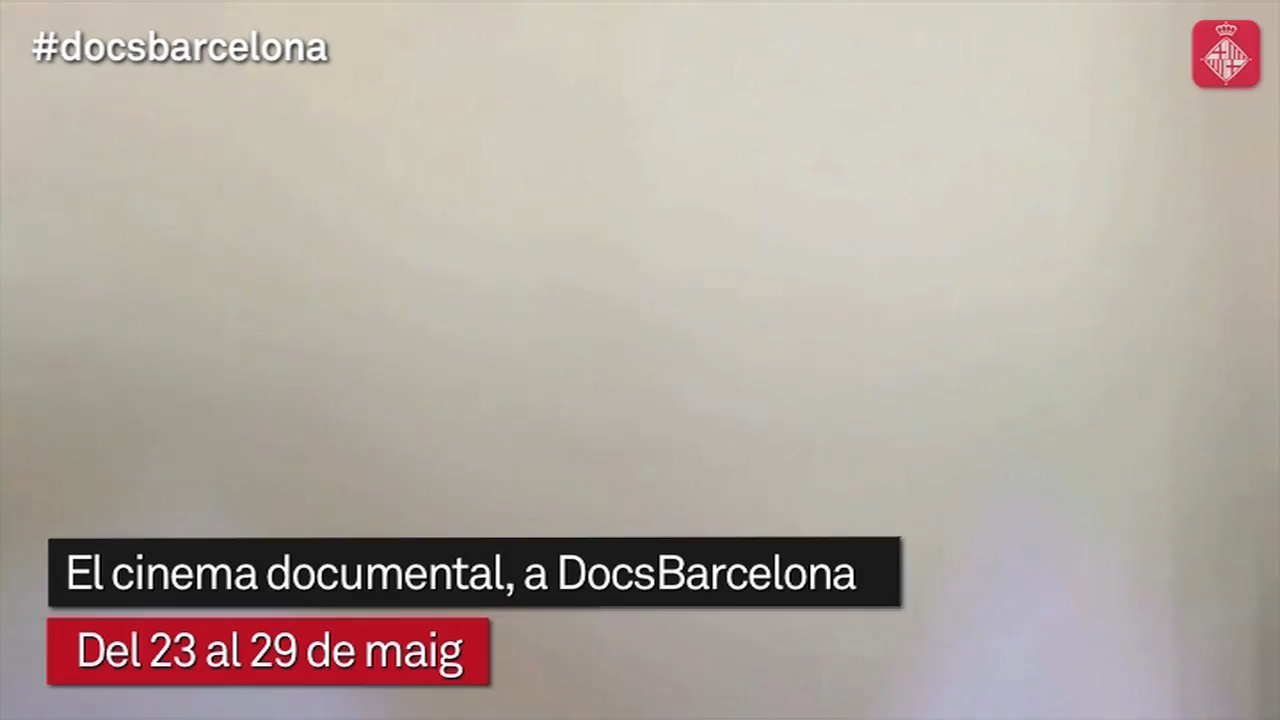 #docsbarcelona
El cinema documental, a DocsBarcelona
Del 23 al 29 de maig